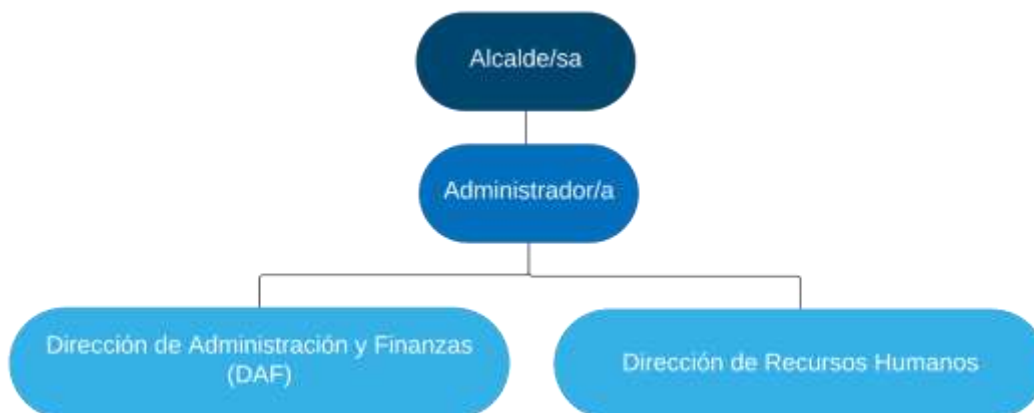 Alcalde/sa
Administrador/a
Dirección de Administración y Finanzas
(DAF)
Dirección de Recursos Humanos